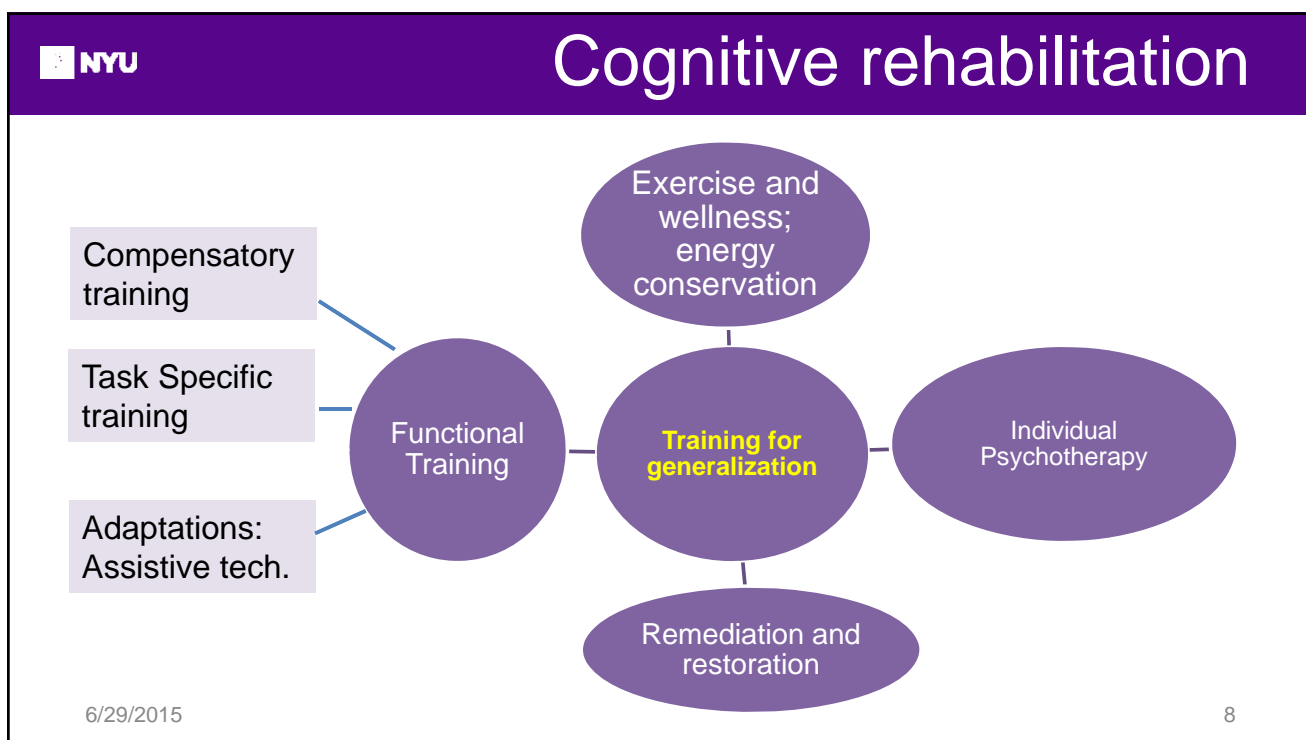 NYU
Cognitive rehabilitation
Exercise and
wellness;
energy
conservation
Compensatory
training
Task Specific
training
Adaptations:
Assistive tech.
Functional
Training
Training for
generalization
Individual
Psychotherapy
Remediation and
restoration
6/29/2015
8